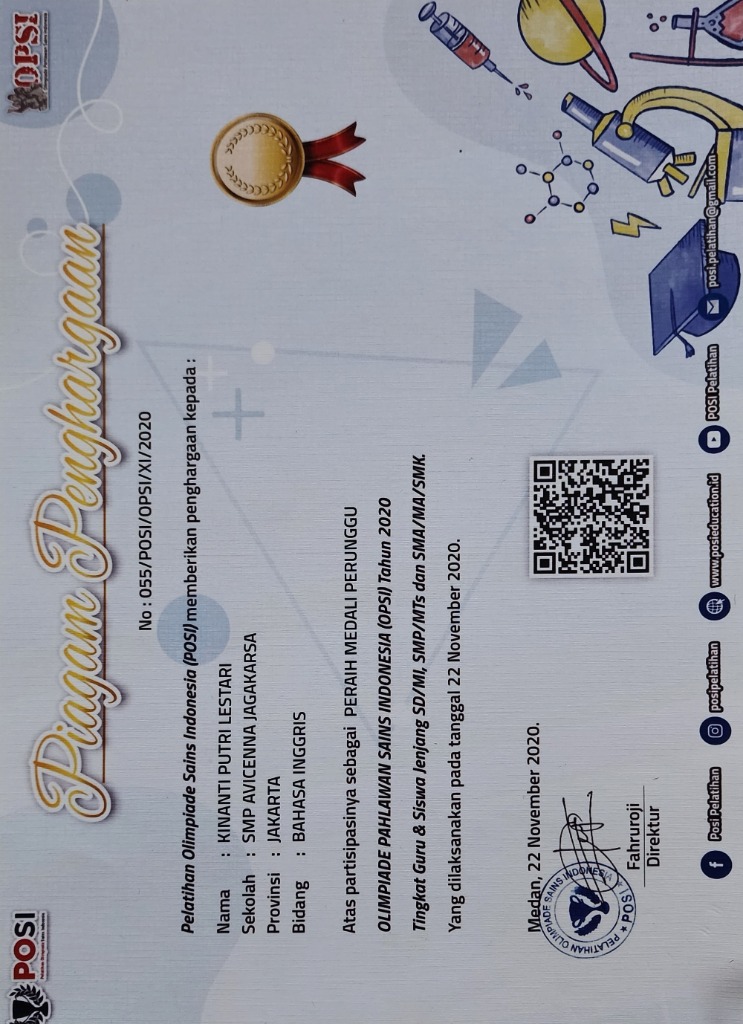 POSI
OPSI
Piagam Penghargaan
No : 055/POSI/OPSI/XI/2020
Pelatihan Olimpiade Sains Indonesia (POSI) memberikan penghargaan kepada :
Nama : KINANTI PUTRI LESTARI
Sekolah : SMP AVICENNA JAGAKARSA
Provinsi : JAKARTA
Bidang : BAHASA INGGRIS
Atas partisipasinya sebagai PERAIH MEDALI PERUNGGU
OLIMPIADE PAHLAWAN SAINS INDONESIA (OPSI) Tahun 2020
Tingkat Guru & Siswa Jenjang SD/MI, SMP/MTs dan SMA/MA/SMK.
Yang dilaksanakan pada tanggal 22 November 2020.
Medan, 22 November 2020.
PELATIHAN OLIMPIADE SAINS INDONESIA
★ POSI ★
Fahruroji
Direktur
Posi Pelatihan
posipelatihan
www.posieducation.id
POSI Pelatihan
posi.pelatihan@gmail.com